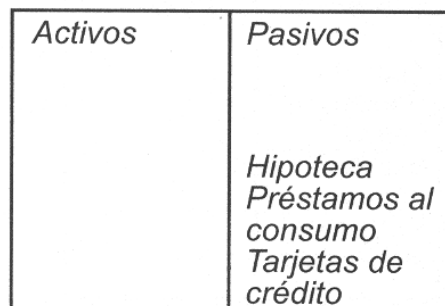 Activos
Pasivos
Hipoteca
Préstamos al
consumo
Tarjetas de
crédito